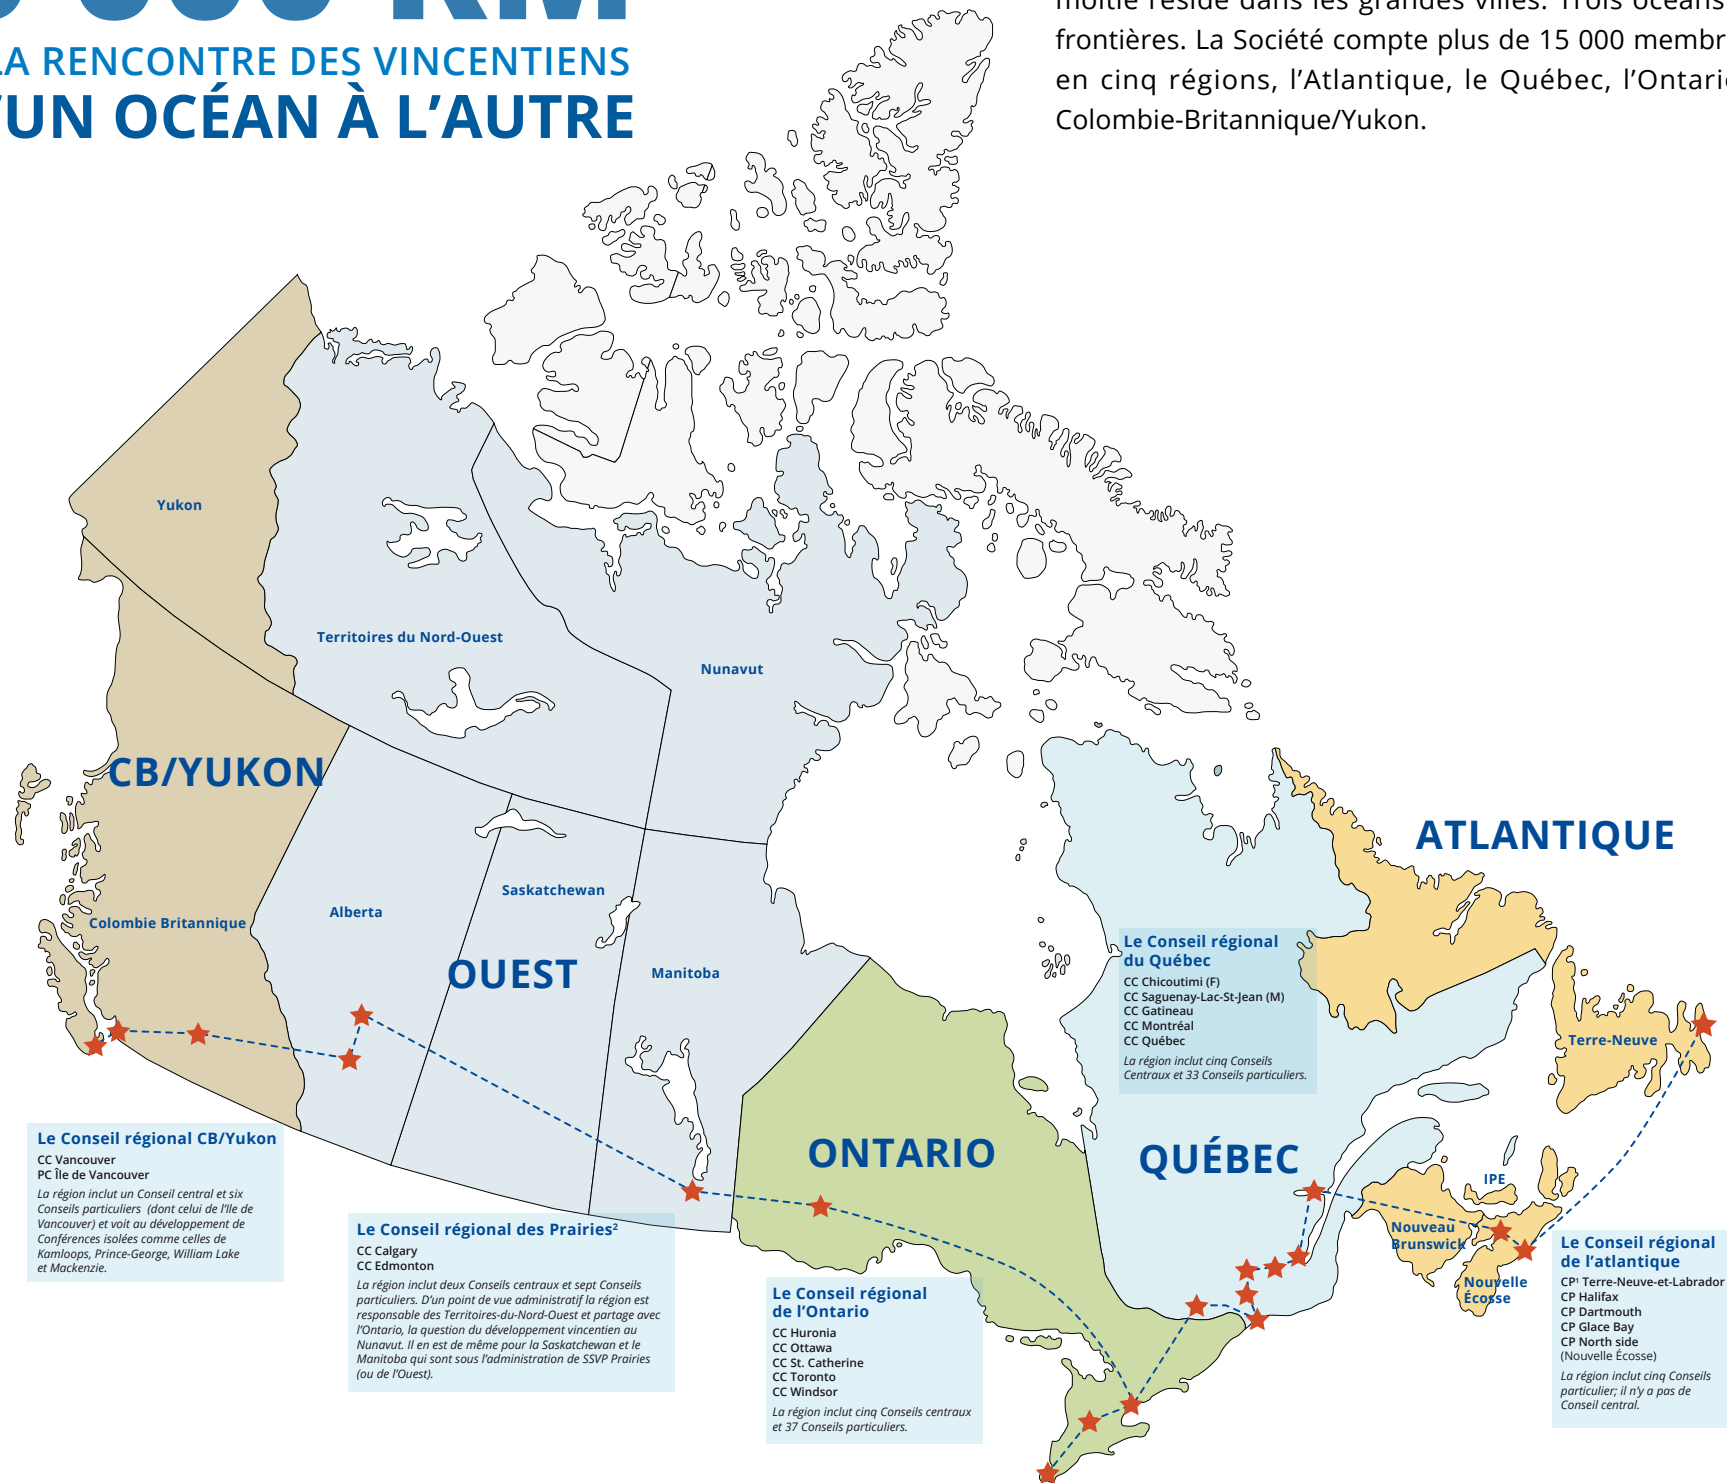 000 KM
LA RENCONTRE DES VINCENTIENS
'UN OCÉAN À L'AUTRE
moitié réside dans les grandes villes. Trois océans
frontières. La Société compte plus de 15 000 membr
en cinq régions, l'Atlantique, le Québec, l'Ontari
Colombie-Britannique/Yukon.
Yukon
Territoires du Nord-Ouest
Nunavut
CB/YUKON
ATLANTIQUE
Saskatchewan
Alberta
Colombie Britannique
OUEST
Manitoba
Le Conseil régional
du Québec
CC Chicoutimi (F)
CC Saguenay-Lac-St-Jean (M)
CC Gatineau
CC Montréal
CC Québec
La région inclut cinq Conseils
Centraux et 33 Conseils particuliers.
Terre-Neuve
ONTARIO
QUÉBEC
IPE
Nouveau
Brunswick
Nouvelle
Écosse
Le Conseil régional CB/Yukon
CC Vancouver
PC Île de Vancouver
La région inclut un Conseil central et six
Conseils particuliers (dont celui de l'Ile de
Vancouver) et voit au développement de
Conférences isolées comme celles de
Kamloops, Prince-George, William Lake
et Mackenzie.
Le Conseil régional des Prairies²
CC Calgary
CC Edmonton
La région inclut deux Conseils centraux et sept Conseils
particuliers. D'un point de vue administratif la région est
responsable des Territoires-du-Nord-Ouest et partage avec
l'Ontario, la question du développement vincentien au
Nunavut. Il en est de même pour la Saskatchewan et le
Manitoba qui sont sous l'administration de SSVP Prairies
(ou de l'Ouest).
Le Conseil régional
de l'Ontario
CC Huronia
CC Ottawa
CC St. Catherine
CC Toronto
CC Windsor
La région inclut cinq Conseils centraux
et 37 Conseils particuliers.
Le Conseil régional
de l'atlantique
CP¹ Terre-Neuve-et-Labrador
CP Halifax
CP Dartmouth
CP Glace Bay
CP North side
(Nouvelle Écosse)
La région inclut cinq Conseils
particulier; il n'y a pas de
Conseil central.